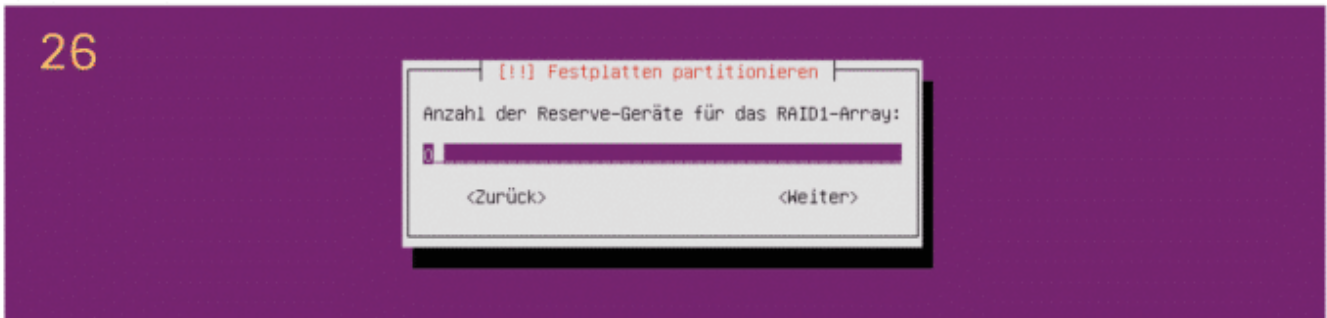 26
[!!] Festplatten partitionieren
Anzahl der Reserve-Geräte für das RAID1-Array:
0
<Zurück> <Weiter>